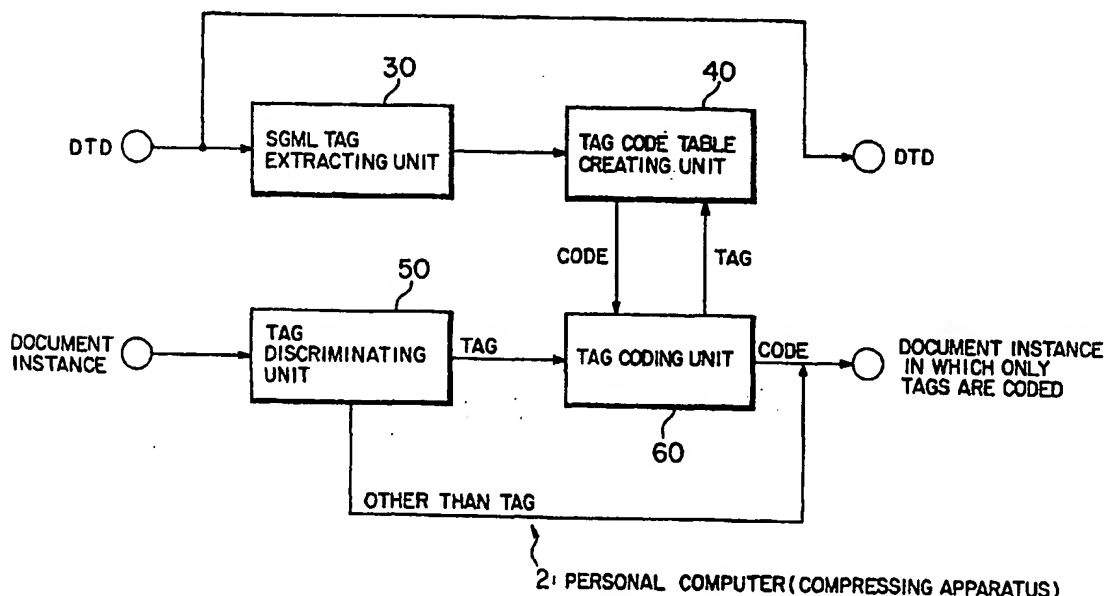 30
40
DTD
SGML TAG
EXTRACTING UNIT
TAG CODE TABLE
CREATING UNIT
DTD
CODE
TAG
50
DOCUMENT
INSTANCE
TAG
DISCRIMINATING
UNIT
TAG
TAG CODING UNIT
CODE
DOCUMENT INSTANCE
IN WHICH ONLY
TAGS ARE CODED
60
OTHER THAN TAG
2: PERSONAL COMPUTER (COMPRESSING APPARATUS)